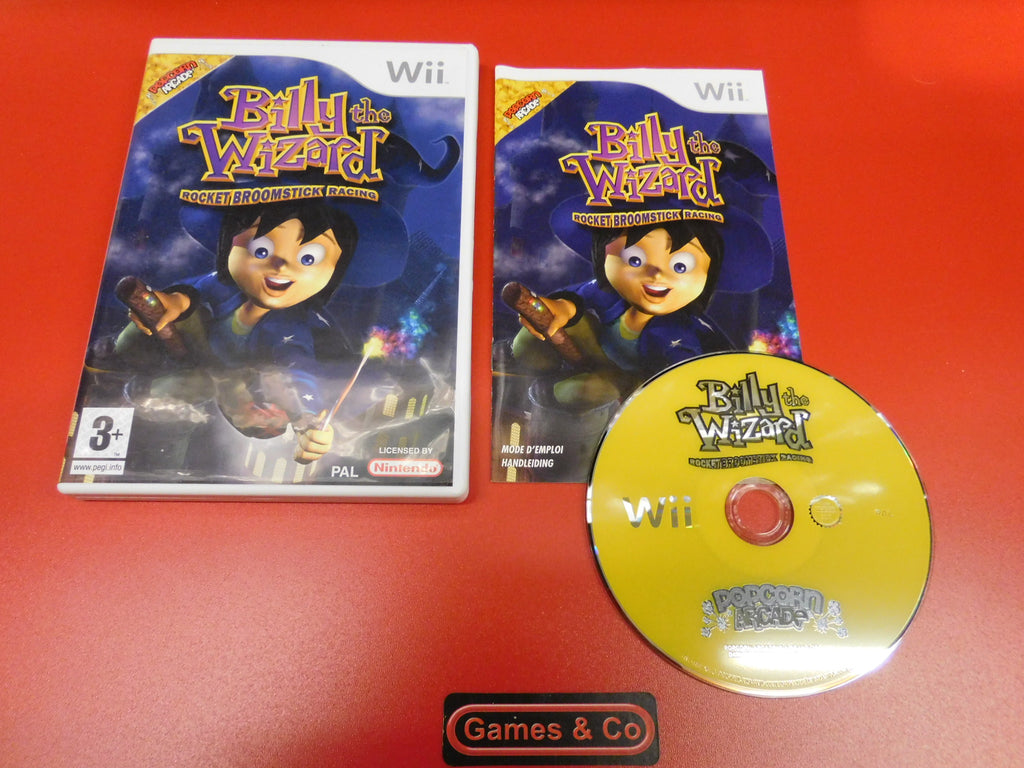 POPCORN
ARCADE
Wii
Billy the
Wizard
ROCKET BROOMSTICK RACING
3+
www.pegi.info
PAL
LICENSED BY
Nintendo
POPCORN
ARCADE
Wii
Billy the
Wizard
ROCKET BROOMSTICK RACING
MODE D'EMPLOI
HANDLEIDING
Billy the
Wizard
ROCKET BROOMSTICK RACING
Wii
POPCORN
ARCADE
Games & Co